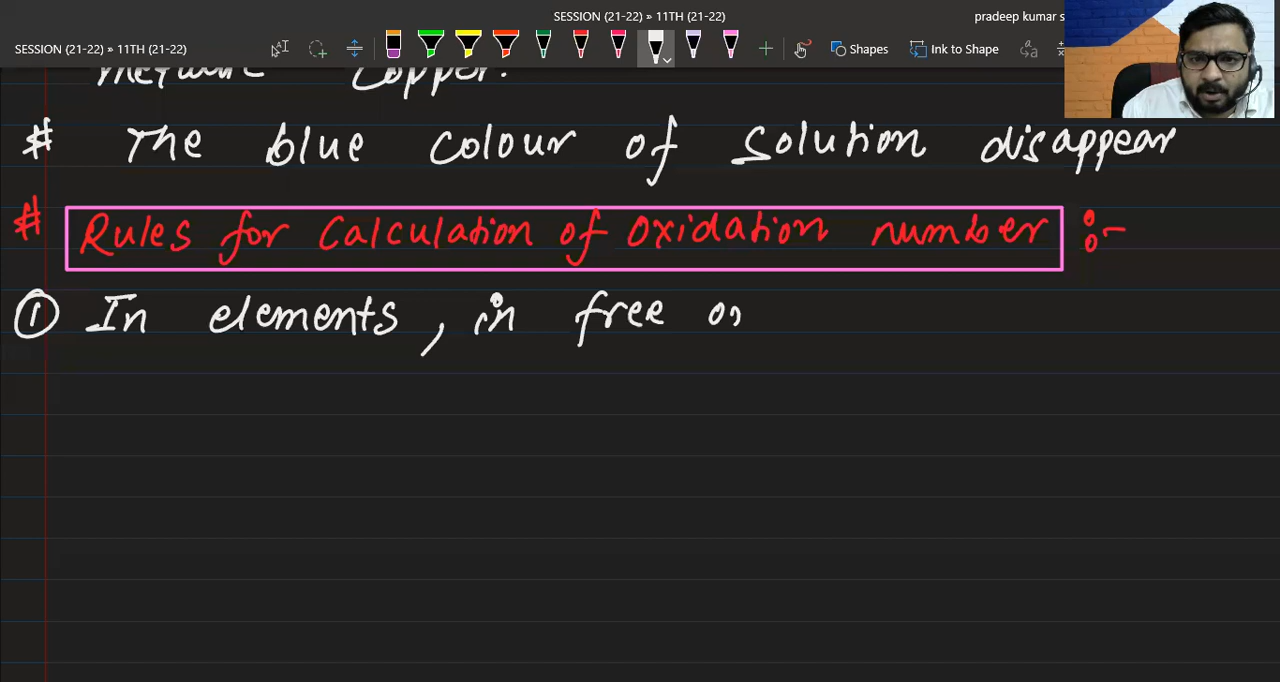 SESSION (21-22) » 11TH (21-22)
pradeep kumar s
SESSION (21-22) » 11TH (21-22)
Shapes
Ink to Shape
Copper.
# The blue colour of solution disappear
# Rules for Calculation of Oxidation number :-
① In elements, in free or